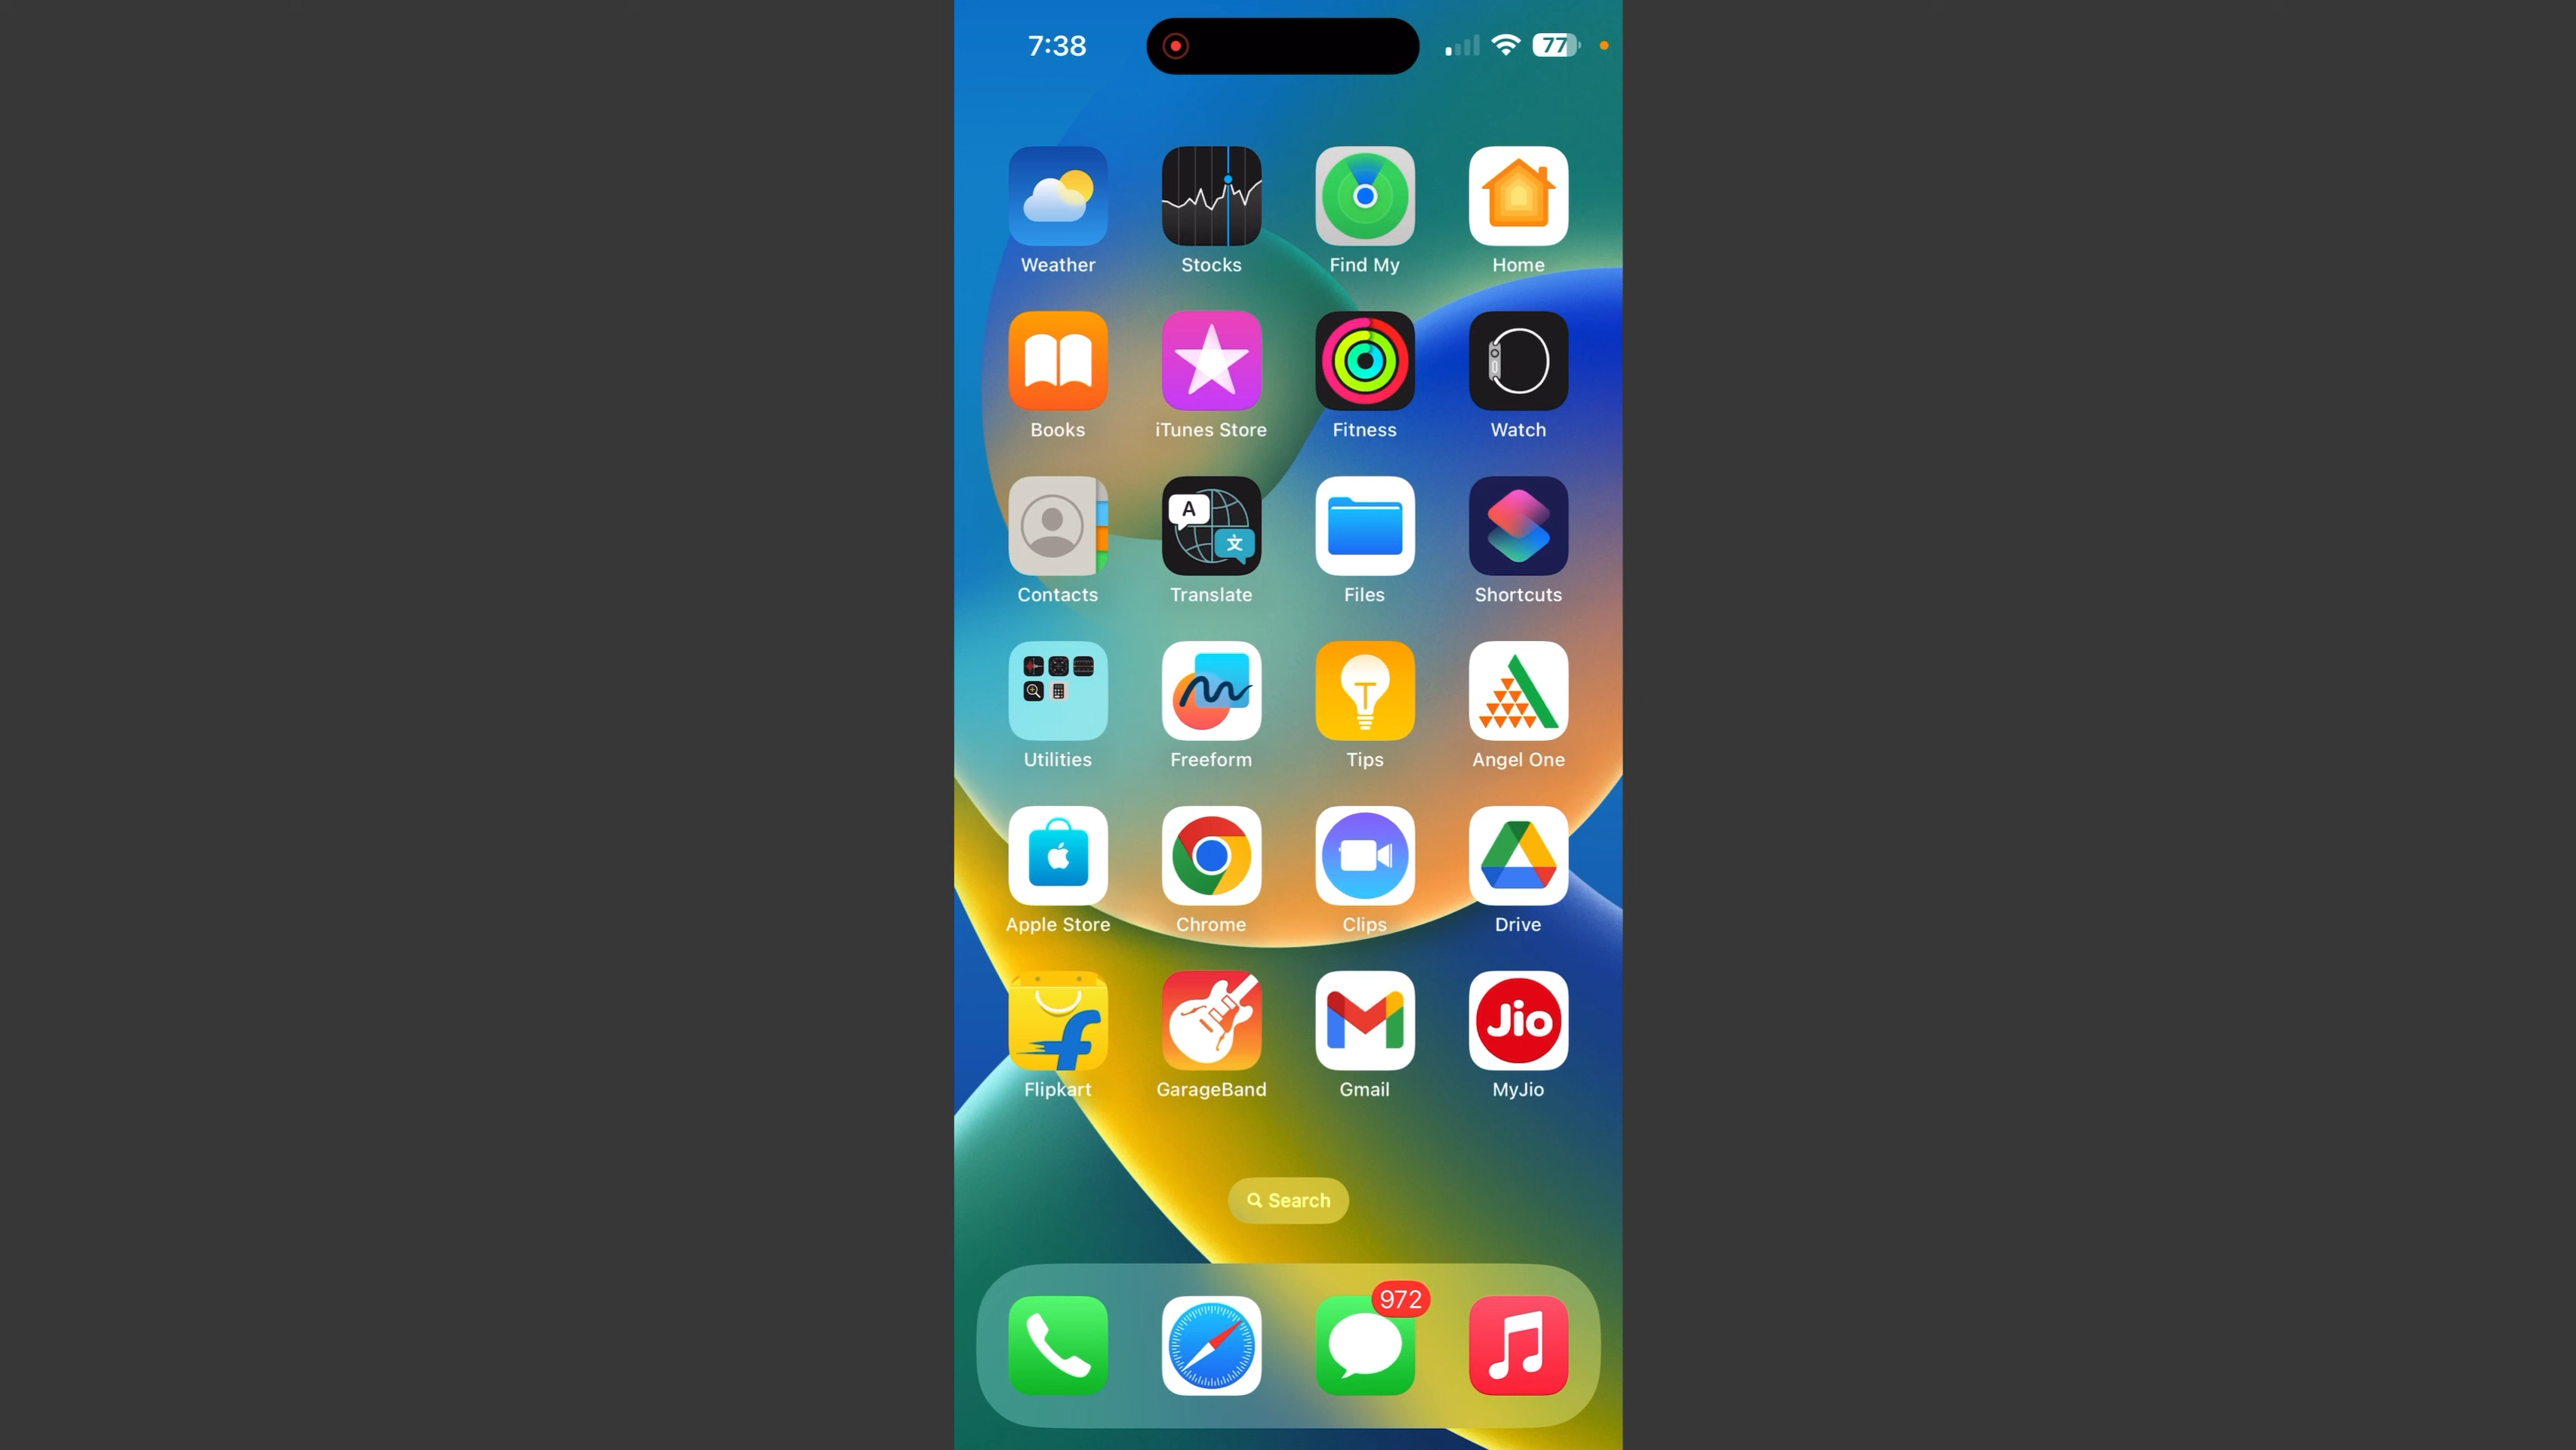 7:38
77
Weather Stocks Find My Home
Books iTunes Store Fitness Watch
A
文
Contacts Translate Files Shortcuts
Utilities Freeform Tips Angel One
Apple Store Chrome Clips Drive
Jio
Flipkart GarageBand Gmail MyJio
Search
972